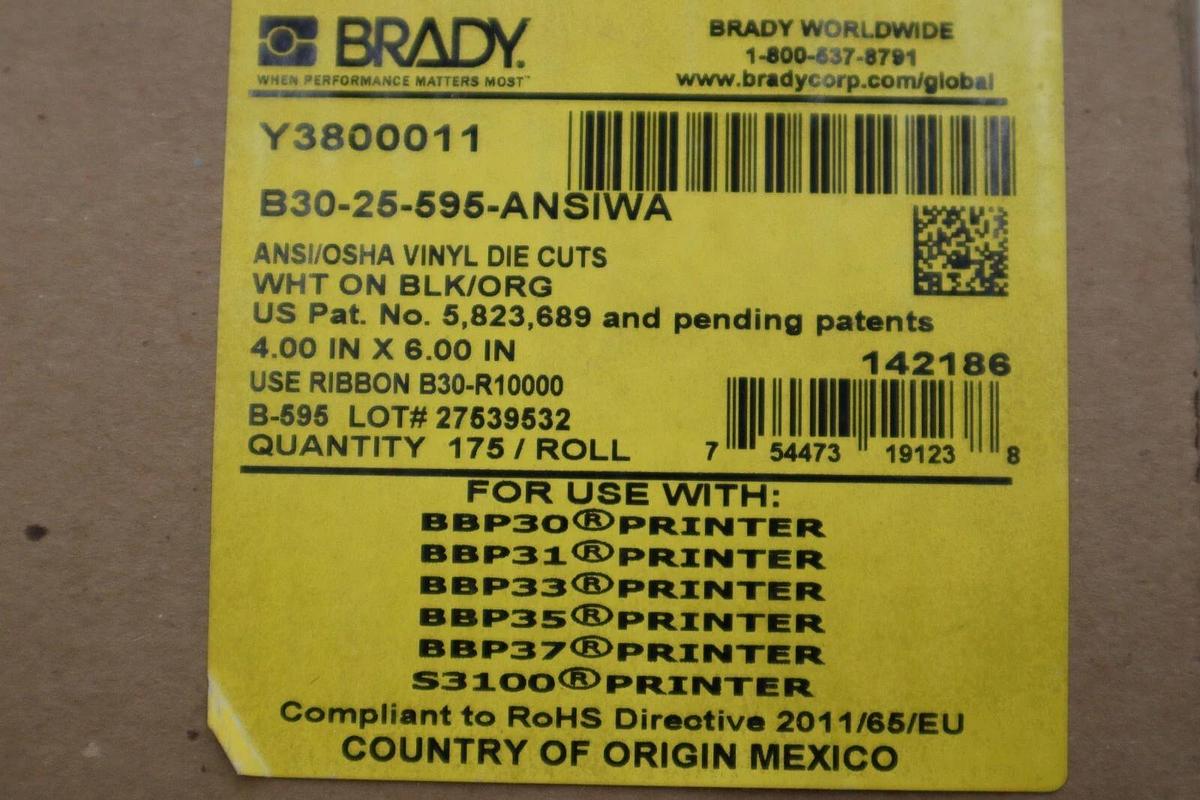 BRADY.
WHEN PERFORMANCE MATTERS MOST™
BRADY WORLDWIDE
1-800-537-8791
www.bradycorp.com/global
Y3800011
B30-25-595-ANSIWA
ANSI/OSHA VINYL DIE CUTS
WHT ON BLK/ORG
US Pat. No. 5,823,689 and pending patents
4.00 IN X 6.00 IN
142186
USE RIBBON B30-R10000
B-595 LOT# 27539532
QUANTITY 175 / ROLL
7 54473 19123 8
FOR USE WITH:
BBP30®PRINTER
BBP31®PRINTER
BBP33®PRINTER
BBP35®PRINTER
BBP37®PRINTER
S3100®PRINTER
Compliant to RoHS Directive 2011/65/EU
COUNTRY OF ORIGIN MEXICO